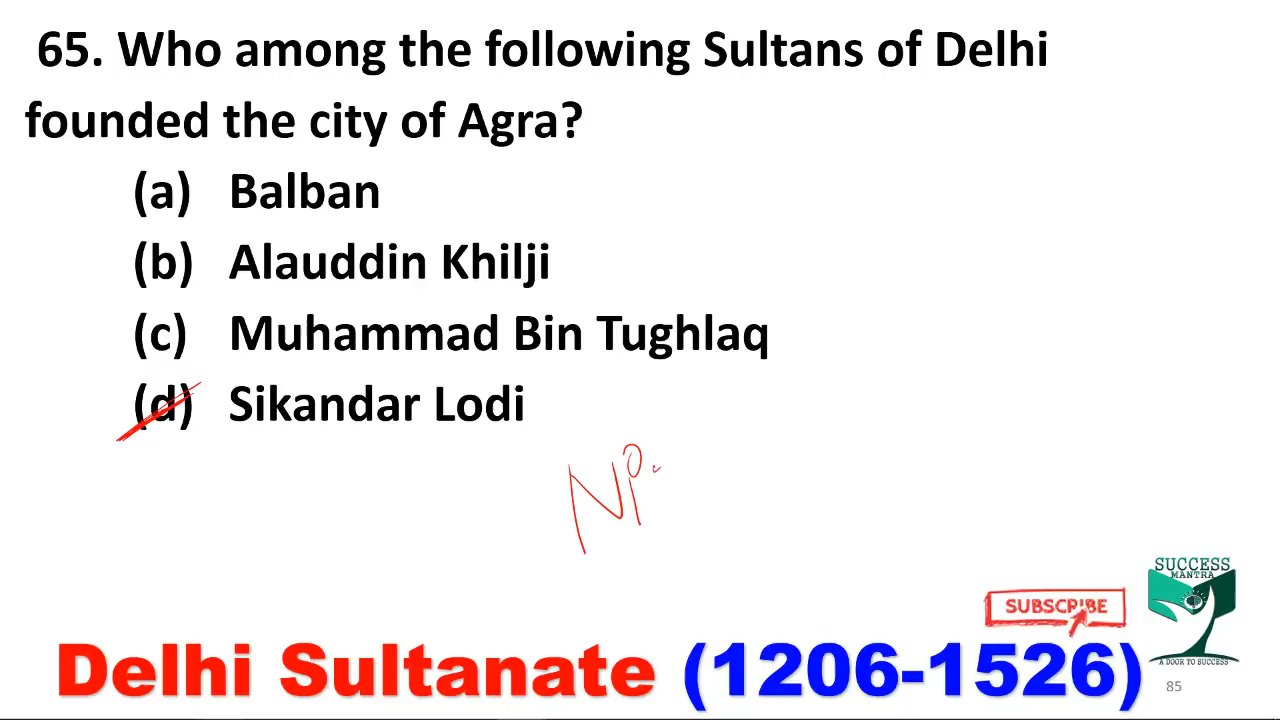 65. Who among the following Sultans of Delhi
founded the city of Agra?
(a) Balban
(b) Alauddin Khilji
(c) Muhammad Bin Tughlaq
(d) Sikandar Lodi
SUCCESS
MANTRA
A DOOR TO SUCCESS
SUBSCRIBE
Delhi Sultanate (1206-1526)
85